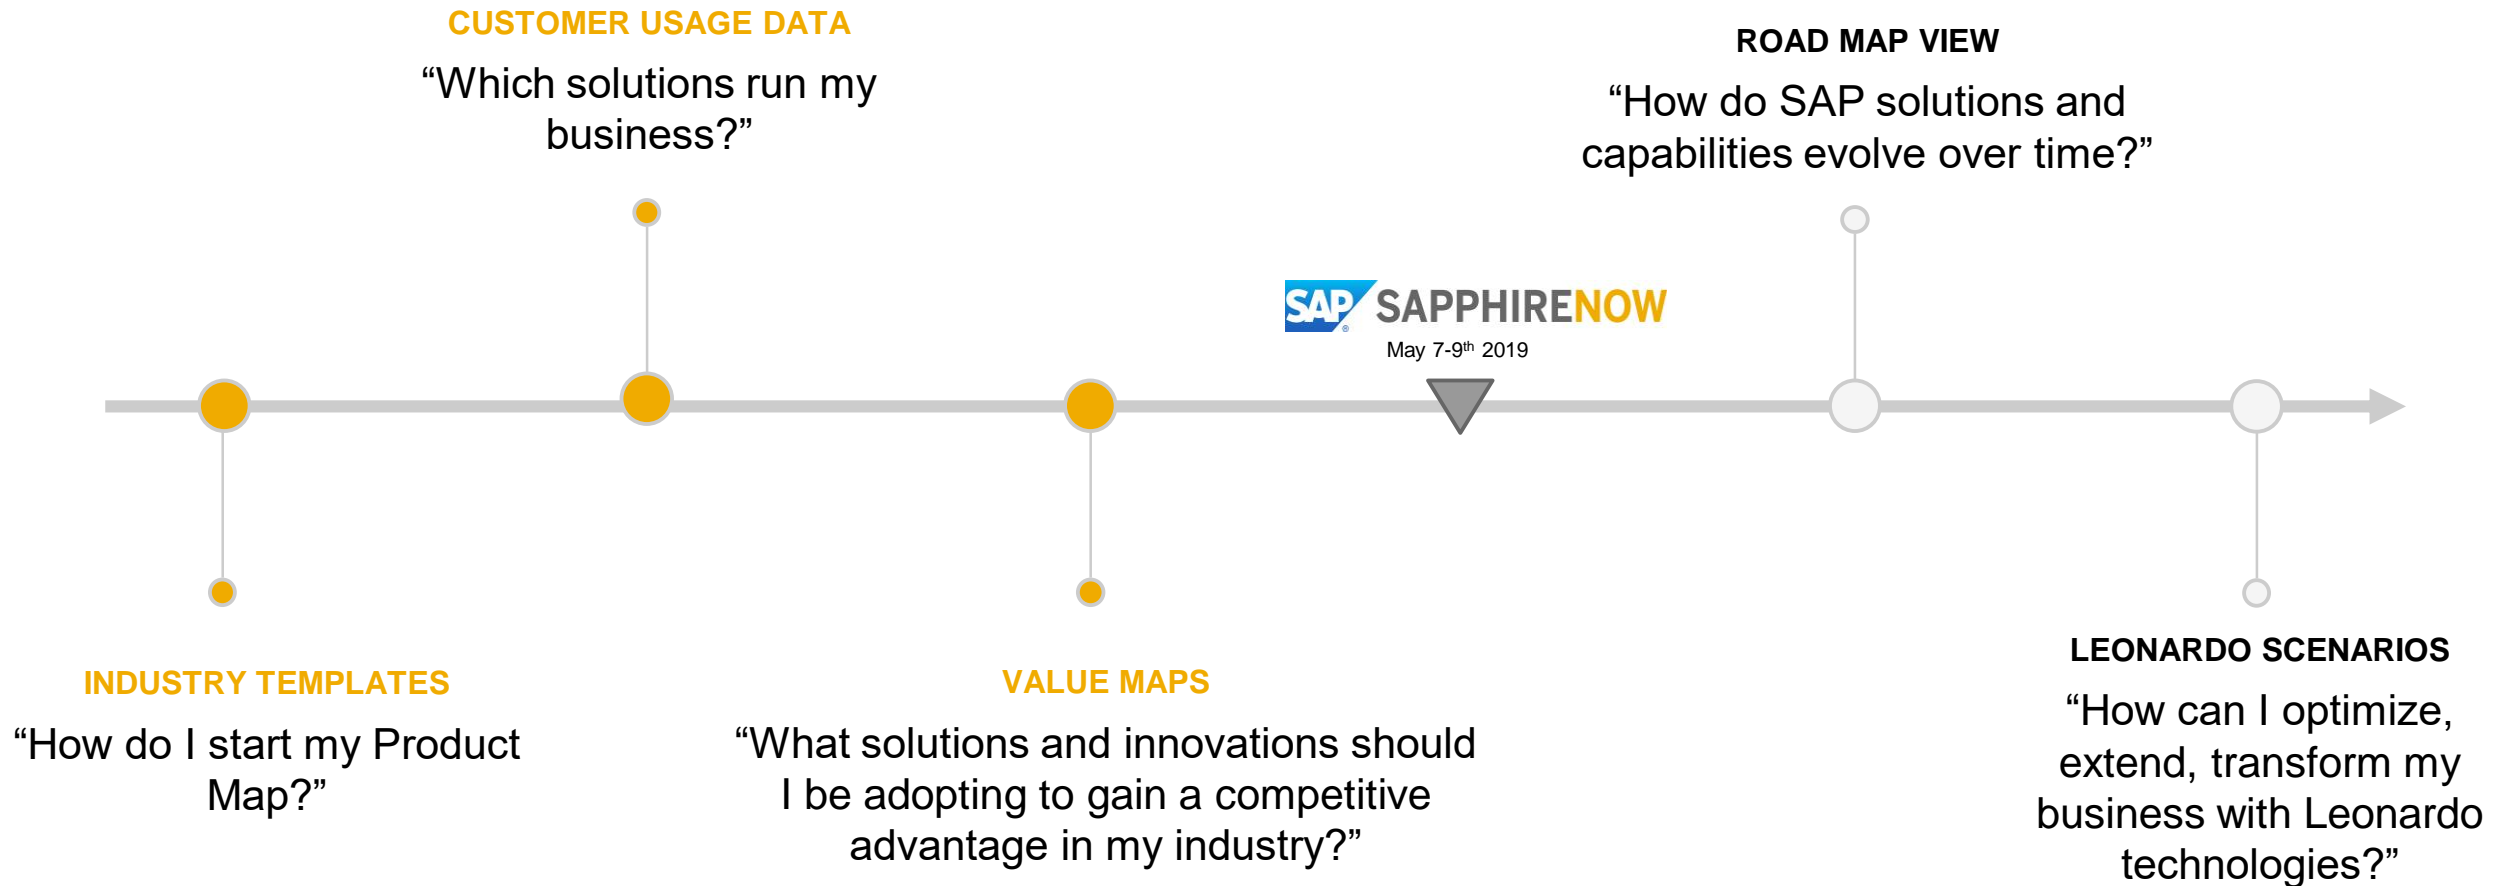 CUSTOMER USAGE DATA
“Which solutions run my
business?”
ROAD MAP VIEW
“How do SAP solutions and
capabilities evolve over time?”
SAP® SAPPHIRENOW
May 7-9th 2019
INDUSTRY TEMPLATES
“How do I start my Product
Map?”
VALUE MAPS
“What solutions and innovations should
I be adopting to gain a competitive
advantage in my industry?”
LEONARDO SCENARIOS
“How can I optimize,
extend, transform my
business with Leonardo
technologies?”